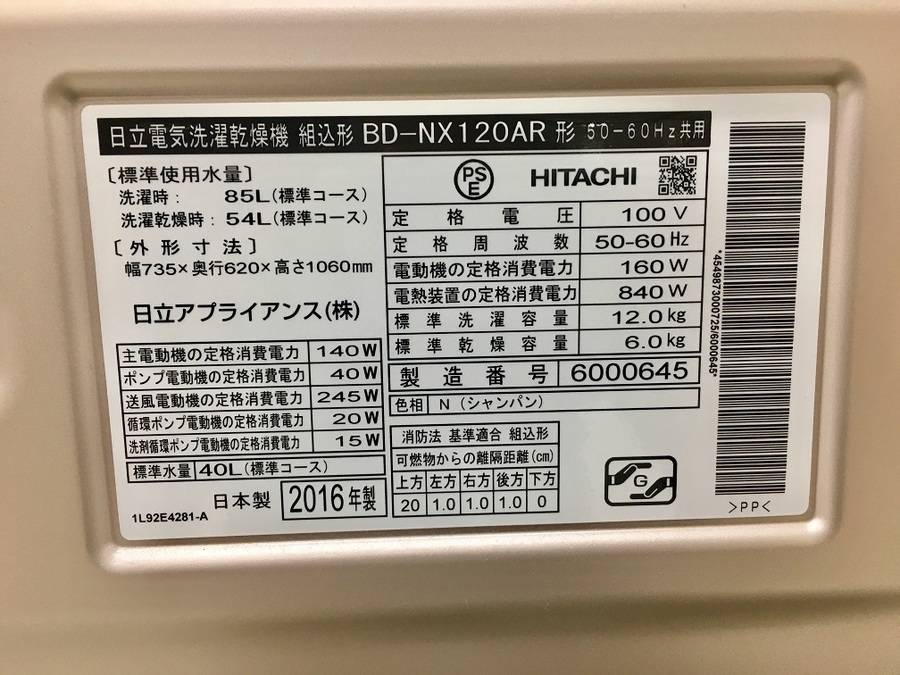 日立電気洗濯乾燥機 組込形 BD-NX120AR 形 50-60Hz共用
〔標準使用水量〕
洗濯時： 85L(標準コース)
洗濯乾燥時：54L(標準コース)
〔外形寸法〕
幅735×奥行620×高さ1060mm
日立アプライアンス(株)
主電動機の定格消費電力 140W
ポンプ電動機の定格消費電力 40W
送風電動機の定格消費電力 245W
循環ポンプ電動機の定格消費電力 20W
洗剤循環ポンプ電動機の定格消費電力 15W
標準水量 40L(標準コース)
日本製 2016年製
1L92E4281-A
PSE HITACHI
定格電圧 100V
定格周波数 50-60Hz
電動機の定格消費電力 160W
電熱装置の定格消費電力 840W
標準洗濯容量 12.0kg
標準乾燥容量 6.0kg
製造番号 6000645
色相 N（シャンパン）
消防法 基準適合 組込形
可燃物からの離隔距離(cm)
上方 左方 右方 後方 下方
20 1.0 1.0 1.0 0
G
*4549873000725/6000645*
>PP<